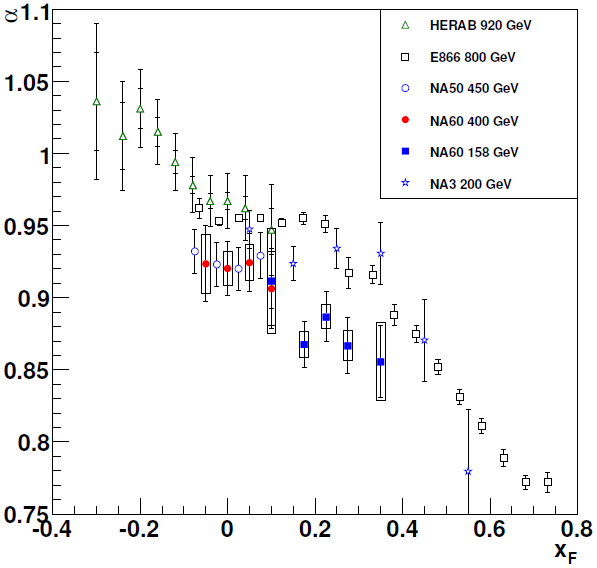 α
1.1
1.05
1
0.95
0.9
0.85
0.8
0.75
HERAB 920 GeV
E866 800 GeV
NA50 450 GeV
NA60 400 GeV
NA60 158 GeV
NA3 200 GeV
-0.4 -0.2 0 0.2 0.4 0.6 0.8
x_F